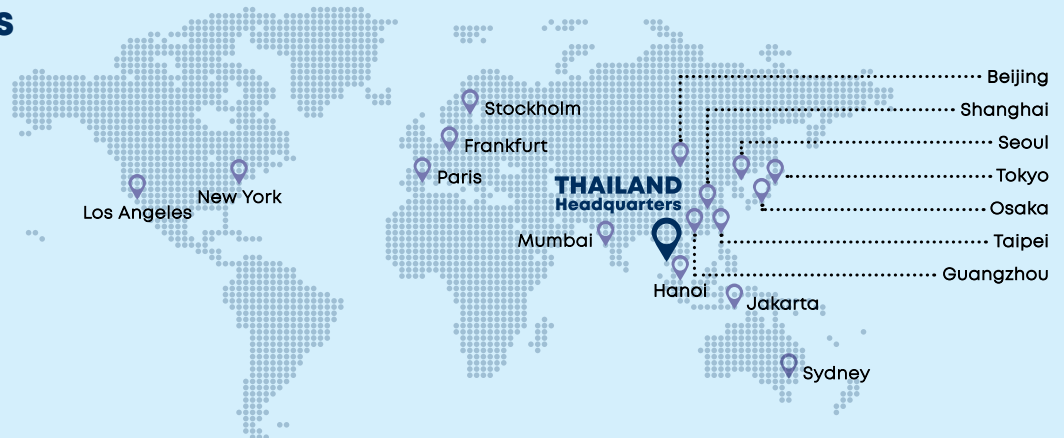 s
Beijing
Shanghai
Stockholm
Seoul
Frankfurt
Paris
Tokyo
THAILAND
Headquarters
New York
Los Angeles
Osaka
Mumbai
Taipei
Guangzhou
Hanoi
Jakarta
Sydney